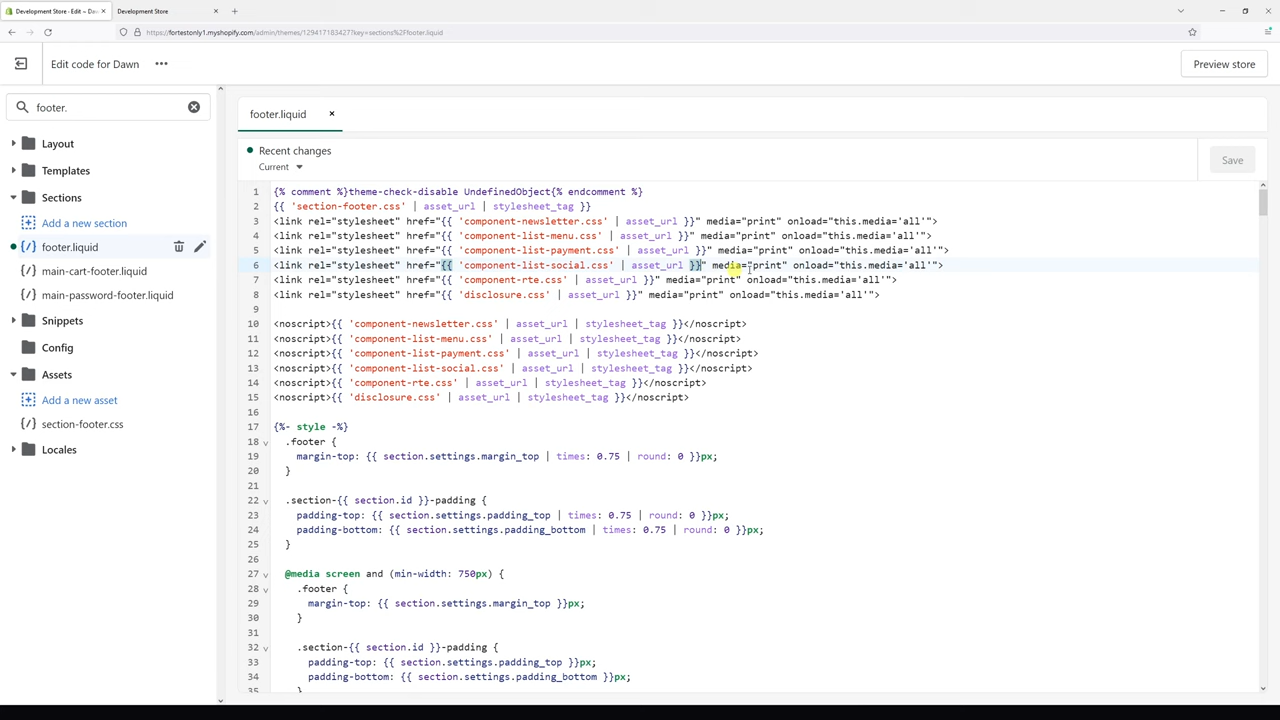 Development Store · Edit ~ Daw
Development Store
https://fortestonly1.myshopify.com/admin/themes/129417183427?key=sections%2Ffooter.liquid
Edit code for Dawn
Preview store
footer.
Layout
Templates
Sections
Add a new section
footer.liquid
main-cart-footer.liquid
main-password-footer.liquid
Snippets
Config
Assets
Add a new asset
section-footer.css
Locales
footer.liquid
Recent changes
Current
Save
1 {% comment %}theme-check-disable UndefinedObject{% endcomment %}
2 {{ 'section-footer.css' | asset_url | stylesheet_tag }}
3 <link rel="stylesheet" href="{{ 'component-newsletter.css' | asset_url }}" media="print" onload="this.media='all'">
4 <link rel="stylesheet" href="{{ 'component-list-menu.css' | asset_url }}" media="print" onload="this.media='all'">
5 <link rel="stylesheet" href="{{ 'component-list-payment.css' | asset_url }}" media="print" onload="this.media='all'">
6 <link rel="stylesheet" href="{{ 'component-list-social.css' | asset_url }}" media="print" onload="this.media='all'">
7 <link rel="stylesheet" href="{{ 'component-rte.css' | asset_url }}" media="print" onload="this.media='all'">
8 <link rel="stylesheet" href="{{ 'disclosure.css' | asset_url }}" media="print" onload="this.media='all'">
9
10 <noscript>{{ 'component-newsletter.css' | asset_url | stylesheet_tag }}</noscript>
11 <noscript>{{ 'component-list-menu.css' | asset_url | stylesheet_tag }}</noscript>
12 <noscript>{{ 'component-list-payment.css' | asset_url | stylesheet_tag }}</noscript>
13 <noscript>{{ 'component-list-social.css' | asset_url | stylesheet_tag }}</noscript>
14 <noscript>{{ 'component-rte.css' | asset_url | stylesheet_tag }}</noscript>
15 <noscript>{{ 'disclosure.css' | asset_url | stylesheet_tag }}</noscript>
16
17 {%- style -%}
18 .footer {
19 margin-top: {{ section.settings.margin_top | times: 0.75 | round: 0 }}px;
20 }
21
22 .section-{{ section.id }}-padding {
23 padding-top: {{ section.settings.padding_top | times: 0.75 | round: 0 }}px;
24 padding-bottom: {{ section.settings.padding_bottom | times: 0.75 | round: 0 }}px;
25 }
26
27 @media screen and (min-width: 750px) {
28 .footer {
29 margin-top: {{ section.settings.margin_top }}px;
30 }
31
32 .section-{{ section.id }}-padding {
33 padding-top: {{ section.settings.padding_top }}px;
34 padding-bottom: {{ section.settings.padding_bottom }}px;
35 }